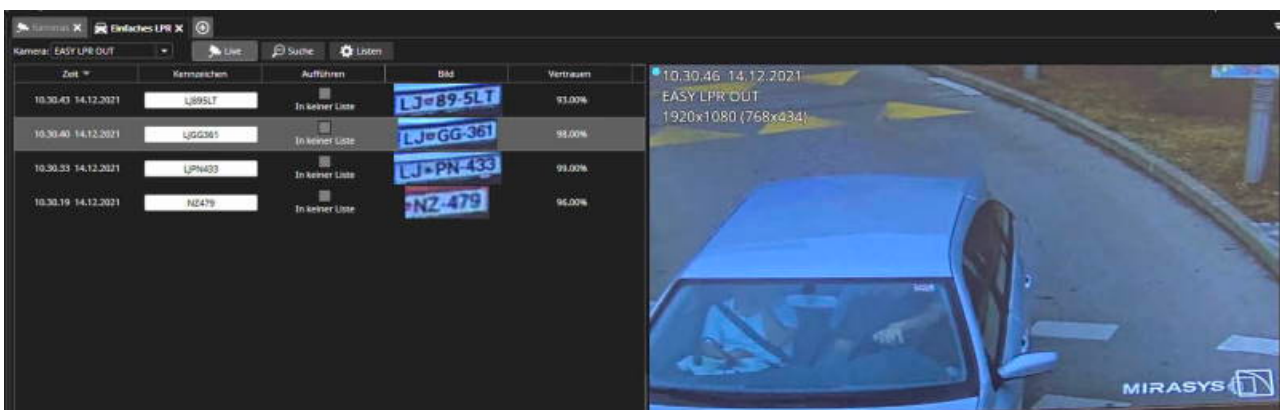 Kameras X Einfaches LPR X
Kamera: EASY LPR OUT Live Suche Listen
Zeit Kennzeichen Aufführen Bild Vertrauen
10.30.43 14.12.2021 LJ895LT In keiner Liste LJ 89-5LT 93.00%
10.30.40 14.12.2021 LJGG361 In keiner Liste LJ GG-361 98.00%
10.30.33 14.12.2021 LJPN433 In keiner Liste LJ PN-433 99.00%
10.30.19 14.12.2021 NZ479 In keiner Liste NZ-479 96.00%
10.30.46 14.12.2021
EASY LPR OUT
1920x1080 (768x434)
MIRASYS